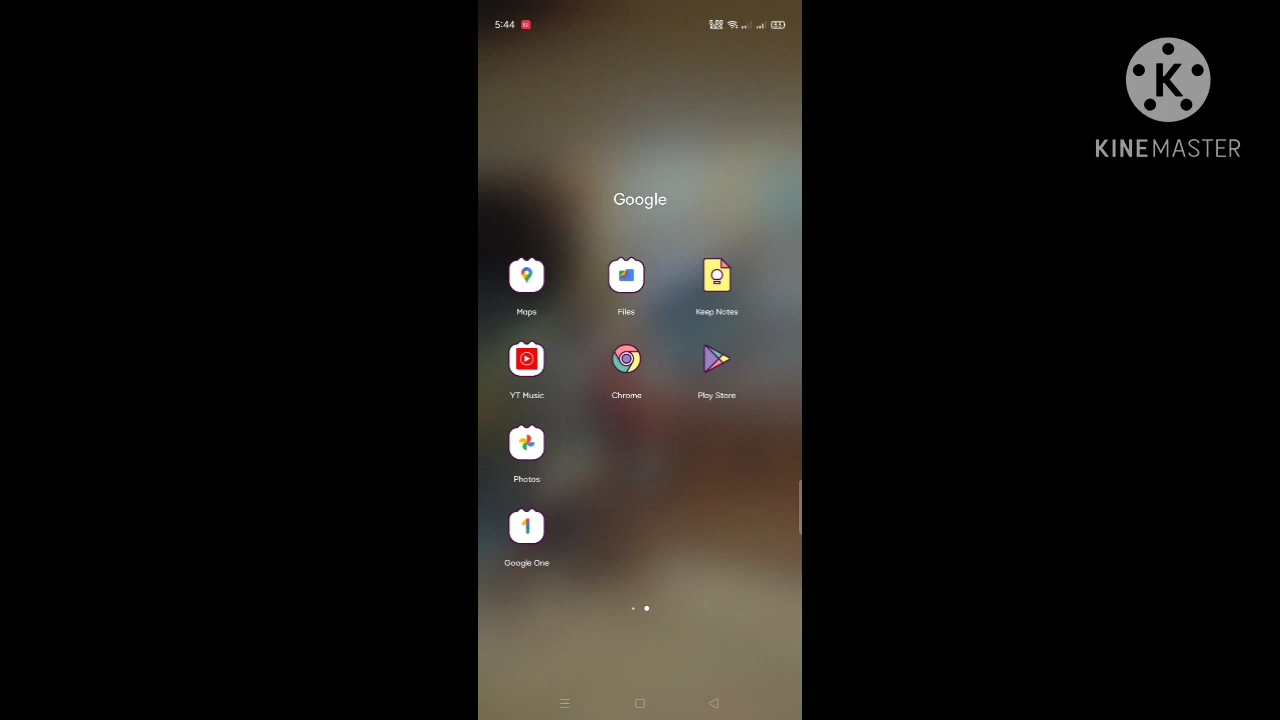 5:44
KINEMASTER
Google
Maps
Files
Keep Notes
YT Music
Chrome
Play Store
Photos
Google One